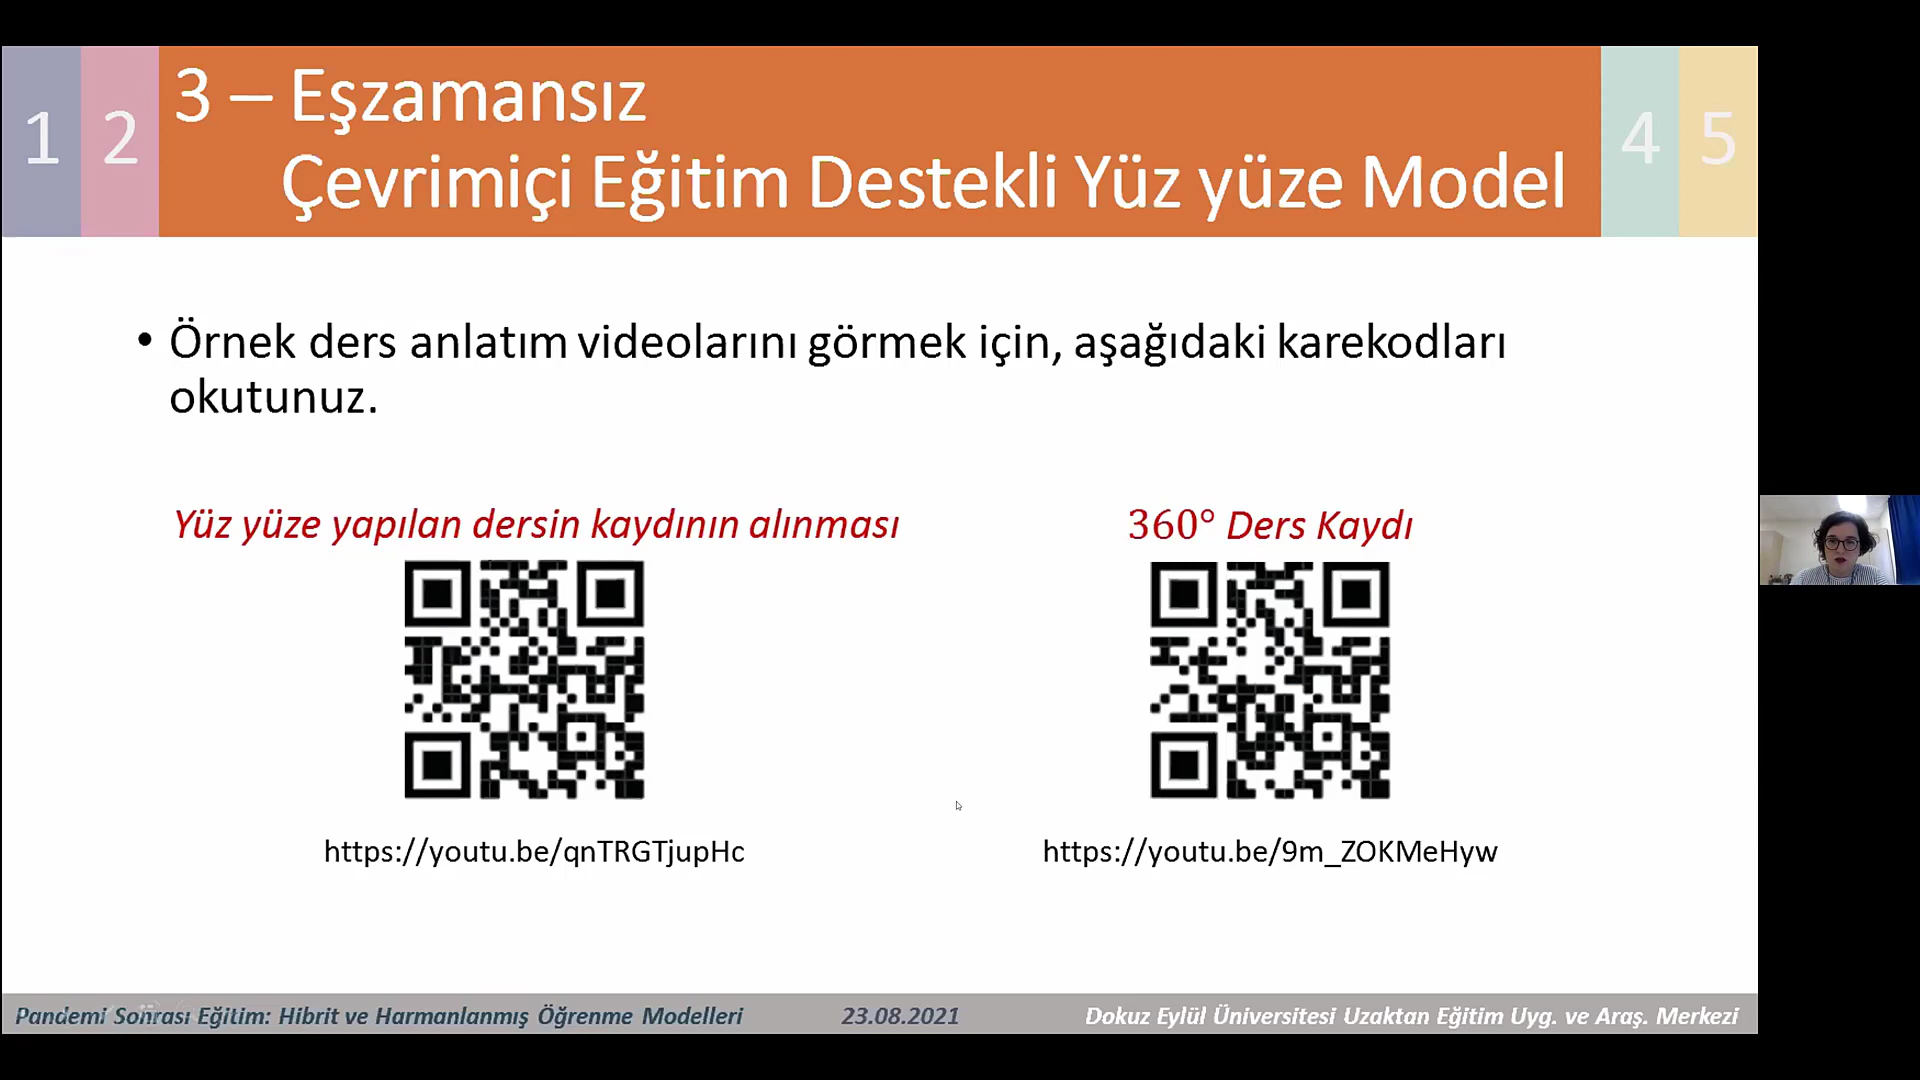 1
2
3 – Eşzamansız
Çevrimiçi Eğitim Destekli Yüz yüze Model
4
5
• Örnek ders anlatım videolarını görmek için, aşağıdaki karekodları
okutunuz.
Yüz yüze yapılan dersin kaydının alınması
360° Ders Kaydı
https://youtu.be/qnTRGTjupHc
https://youtu.be/9m_ZOKMeHyw
Pandemi Sonrası Eğitim: Hibrit ve Harmanlanmış Öğrenme Modelleri
23.08.2021
Dokuz Eylül Üniversitesi Uzaktan Eğitim Uyg. ve Araş. Merkezi